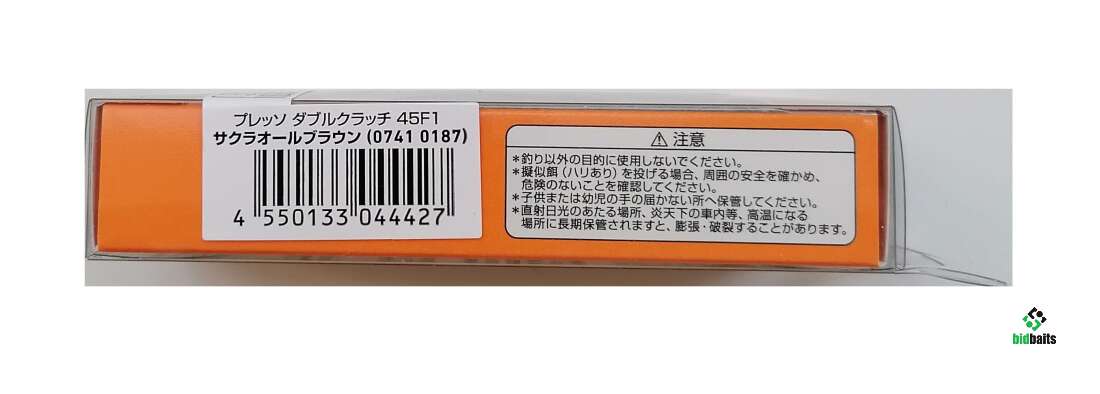 プレッソ ダブルクラッチ 45F1
サクラオールブラウン (0741 0187)
4 550133 044427
⚠ 注意
*釣り以外の目的に使用しないでください。
*擬似餌(ハリあり)を投げる場合、周囲の安全を確かめ、
危険のないことを確認してください。
*子供または幼児の手の届かない所へ保管してください。
*直射日光のあたる場所、炎天下の車内等、高温になる
場所に長期保管されますと、膨張・破裂することがあります。
bidbaits